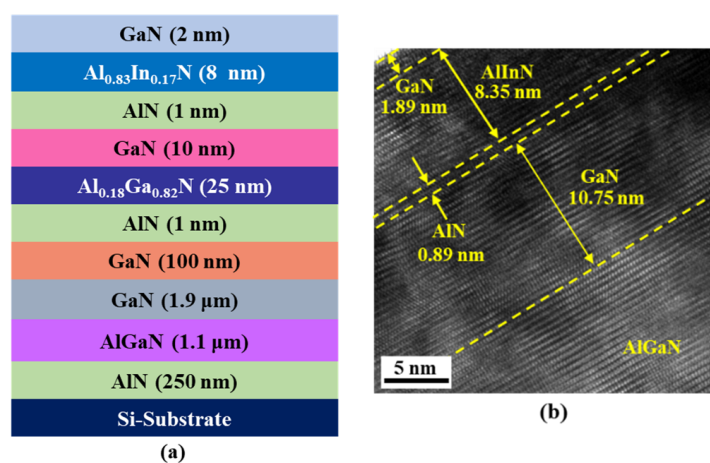 GaN (2 nm)
Al₀.₈₃In₀.₁₇N (8 nm)
AlN (1 nm)
GaN (10 nm)
Al₀.₁₈Ga₀.₈₂N (25 nm)
AlN (1 nm)
GaN (100 nm)
GaN (1.9 µm)
AlGaN (1.1 µm)
AlN (250 nm)
Si-Substrate
(a)
GaN
1.89 nm
AlInN
8.35 nm
GaN
10.75 nm
AlN
0.89 nm
AlGaN
5 nm
(b)